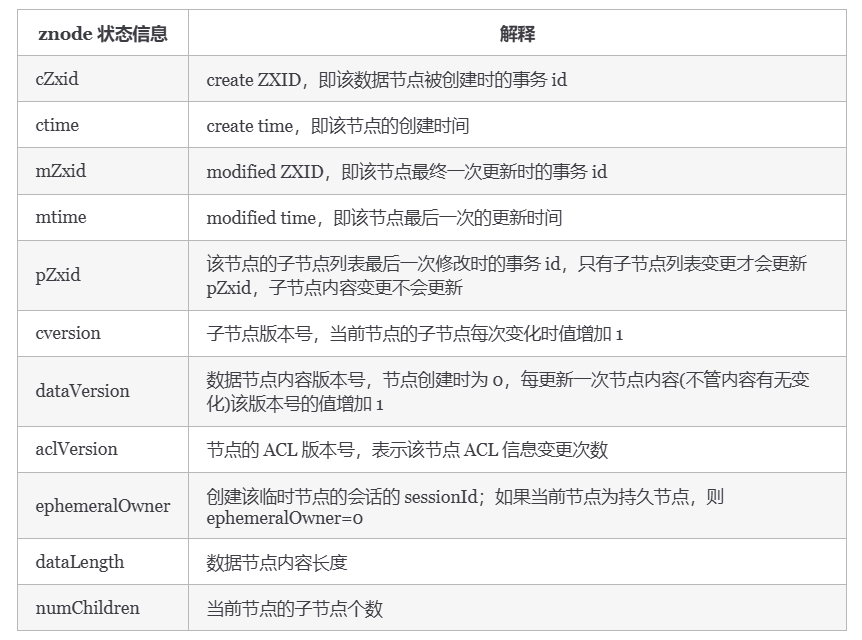 znode 状态信息 解释
cZxid create ZXID，即该数据节点被创建时的事务 id
ctime create time，即该节点的创建时间
mZxid modified ZXID，即该节点最终一次更新时的事务 id
mtime modified time，即该节点最后一次的更新时间
pZxid 该节点的子节点列表最后一次修改时的事务 id，只有子节点列表变更才会更新
pZxid，子节点内容变更不会更新
cversion 子节点版本号，当前节点的子节点每次变化时值增加 1
dataVersion 数据节点内容版本号，节点创建时为 0，每更新一次节点内容(不管内容有无变
化)该版本号的值增加 1
aclVersion 节点的 ACL 版本号，表示该节点 ACL 信息变更次数
ephemeralOwner 创建该临时节点的会话的 sessionId；如果当前节点为持久节点，则
ephemeralOwner=0
dataLength 数据节点内容长度
numChildren 当前节点的子节点个数